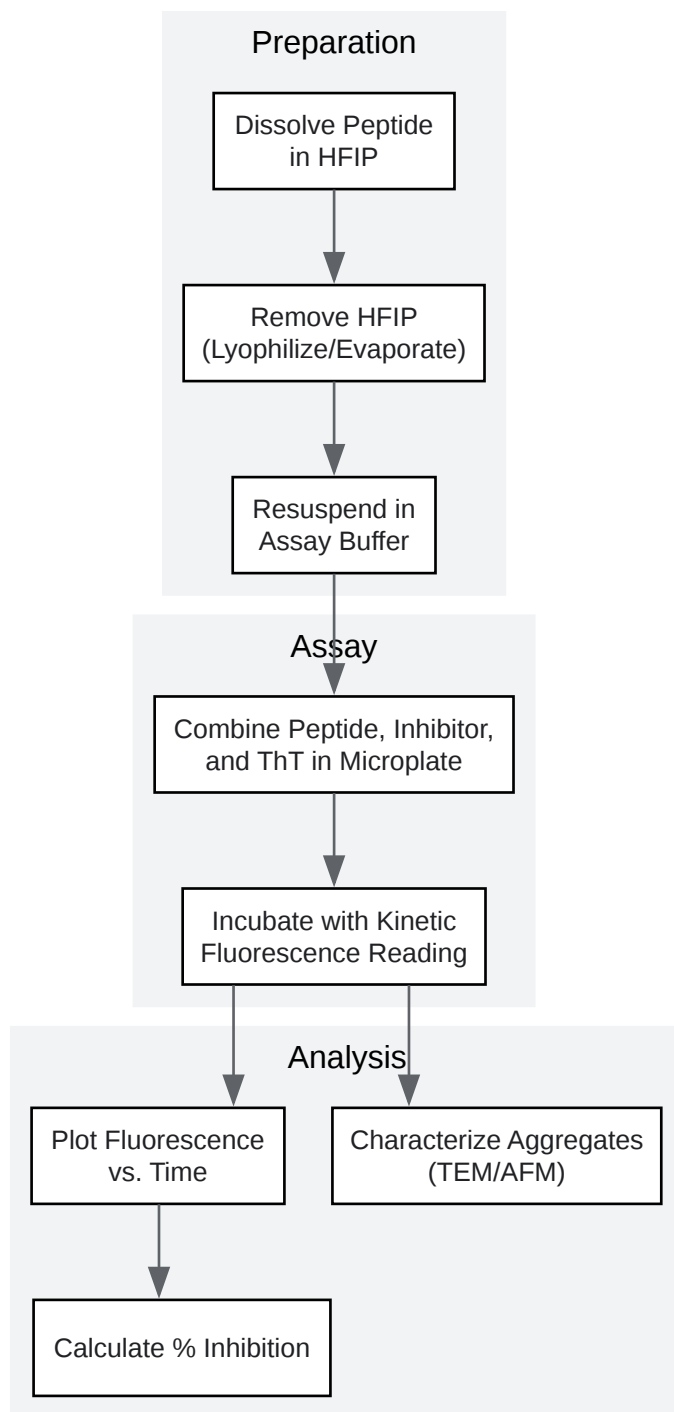 Preparation
Dissolve Peptide
in HFIP
Remove HFIP
(Lyophilize/Evaporate)
Resuspend in
Assay Buffer
Assay
Combine Peptide, Inhibitor,
and ThT in Microplate
Incubate with Kinetic
Fluorescence Reading
Analysis
Plot Fluorescence
vs. Time
Characterize Aggregates
(TEM/AFM)
Calculate % Inhibition